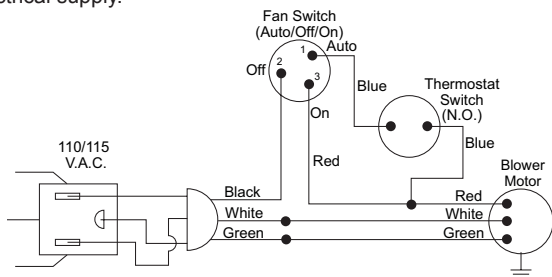 ctrical supply.
Fan Switch
(Auto/Off/On)
1
Auto
2
Off
3
On
Blue
Thermostat
Switch
(N.O.)
Blue
110/115
V.A.C.
Red
Blower
Motor
Black
Red
White
White
Green
Green